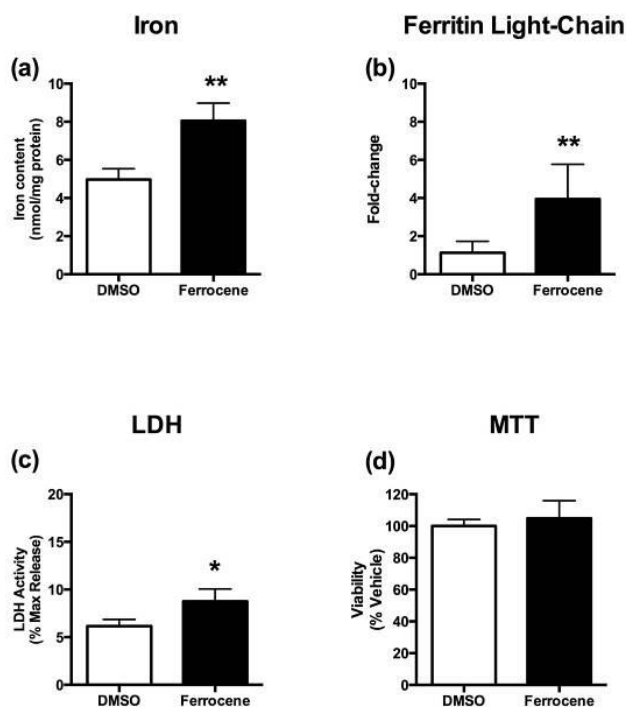 Iron
(a)
Iron content
(nmol/mg protein)
10
8
6
4
2
0
**
DMSO
Ferrocene
Ferritin Light-Chain
(b)
Fold-change
10
8
6
4
2
0
**
DMSO
Ferrocene
LDH
(c)
LDH Activity
(% Max Release)
20
15
10
5
0
*
DMSO
Ferrocene
MTT
(d)
Viability
(% Vehicle)
120
100
80
60
40
20
0
DMSO
Ferrocene